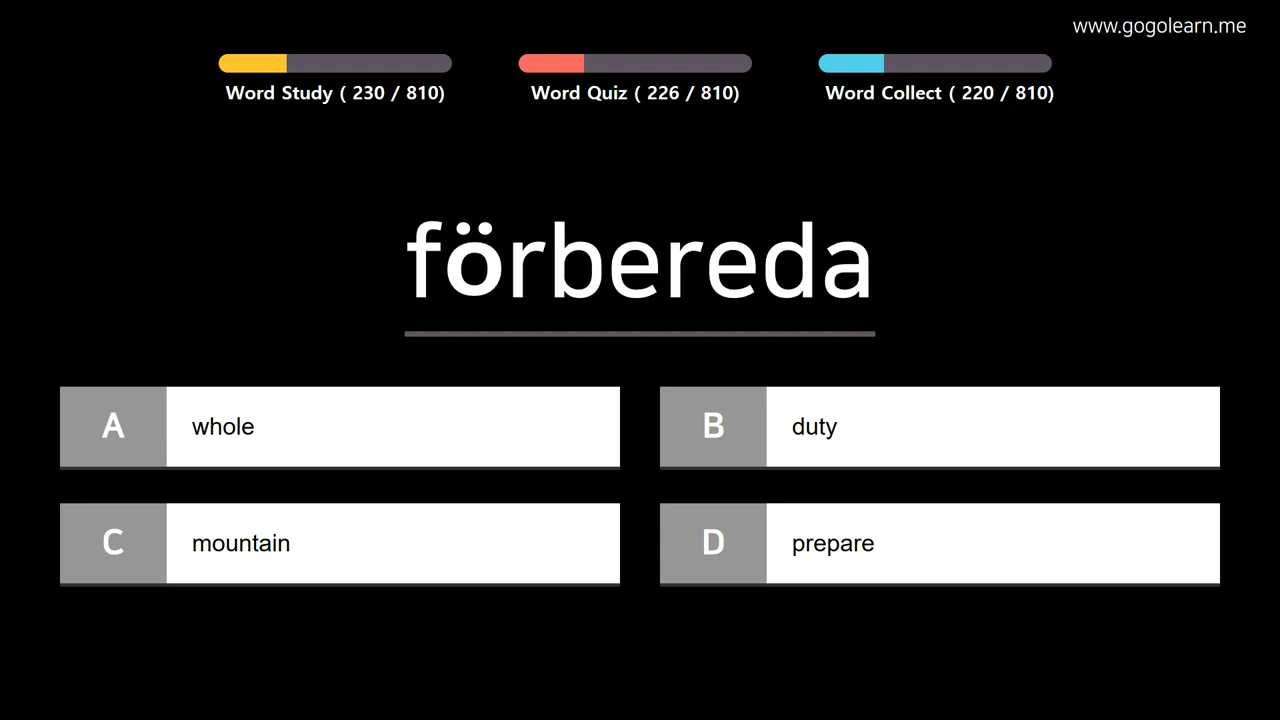 www.gogolearn.me
Word Study ( 230 / 810)
Word Quiz ( 226 / 810)
Word Collect ( 220 / 810)
förbereda
A whole
B duty
C mountain
D prepare